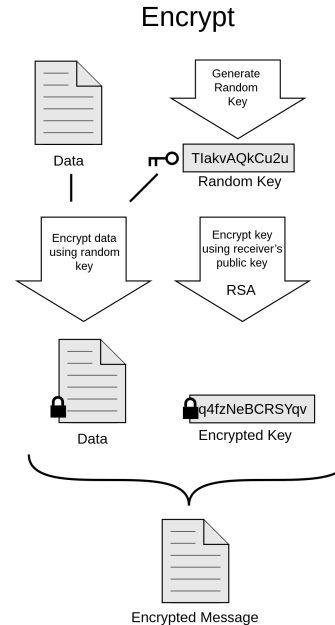 Encrypt
Generate
Random
Key
Data
TIakvAQkCu2u
Random Key
Encrypt data
using random
key
Encrypt key
using receiver's
public key
RSA
q4fzNeBCRSYqv
Data
Encrypted Key
Encrypted Message